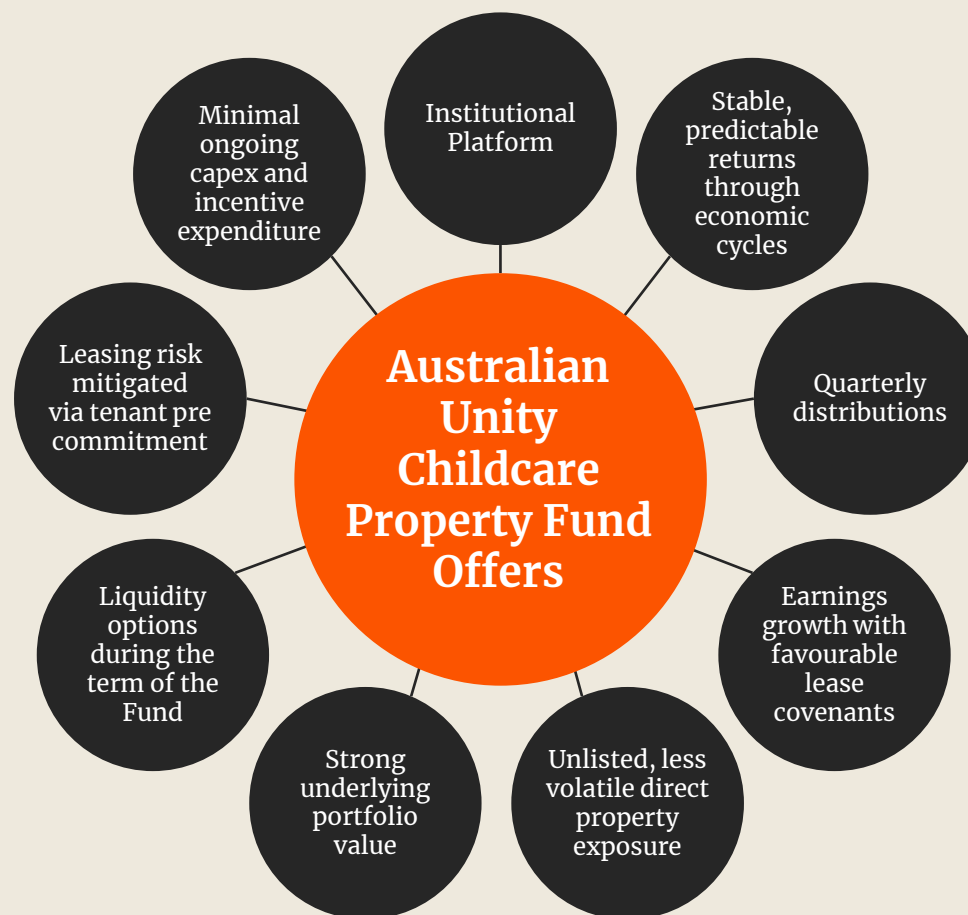 Australian
Unity
Childcare
Property Fund
Offers
Institutional
Platform
Stable,
predictable
returns
through
economic
cycles
Quarterly
distributions
Earnings
growth with
favourable
lease
covenants
Unlisted, less
volatile direct
property
exposure
Strong
underlying
portfolio
value
Liquidity
options
during the
term of the
Fund
Leasing risk
mitigated
via tenant pre
commitment
Minimal
ongoing
capex and
incentive
expenditure